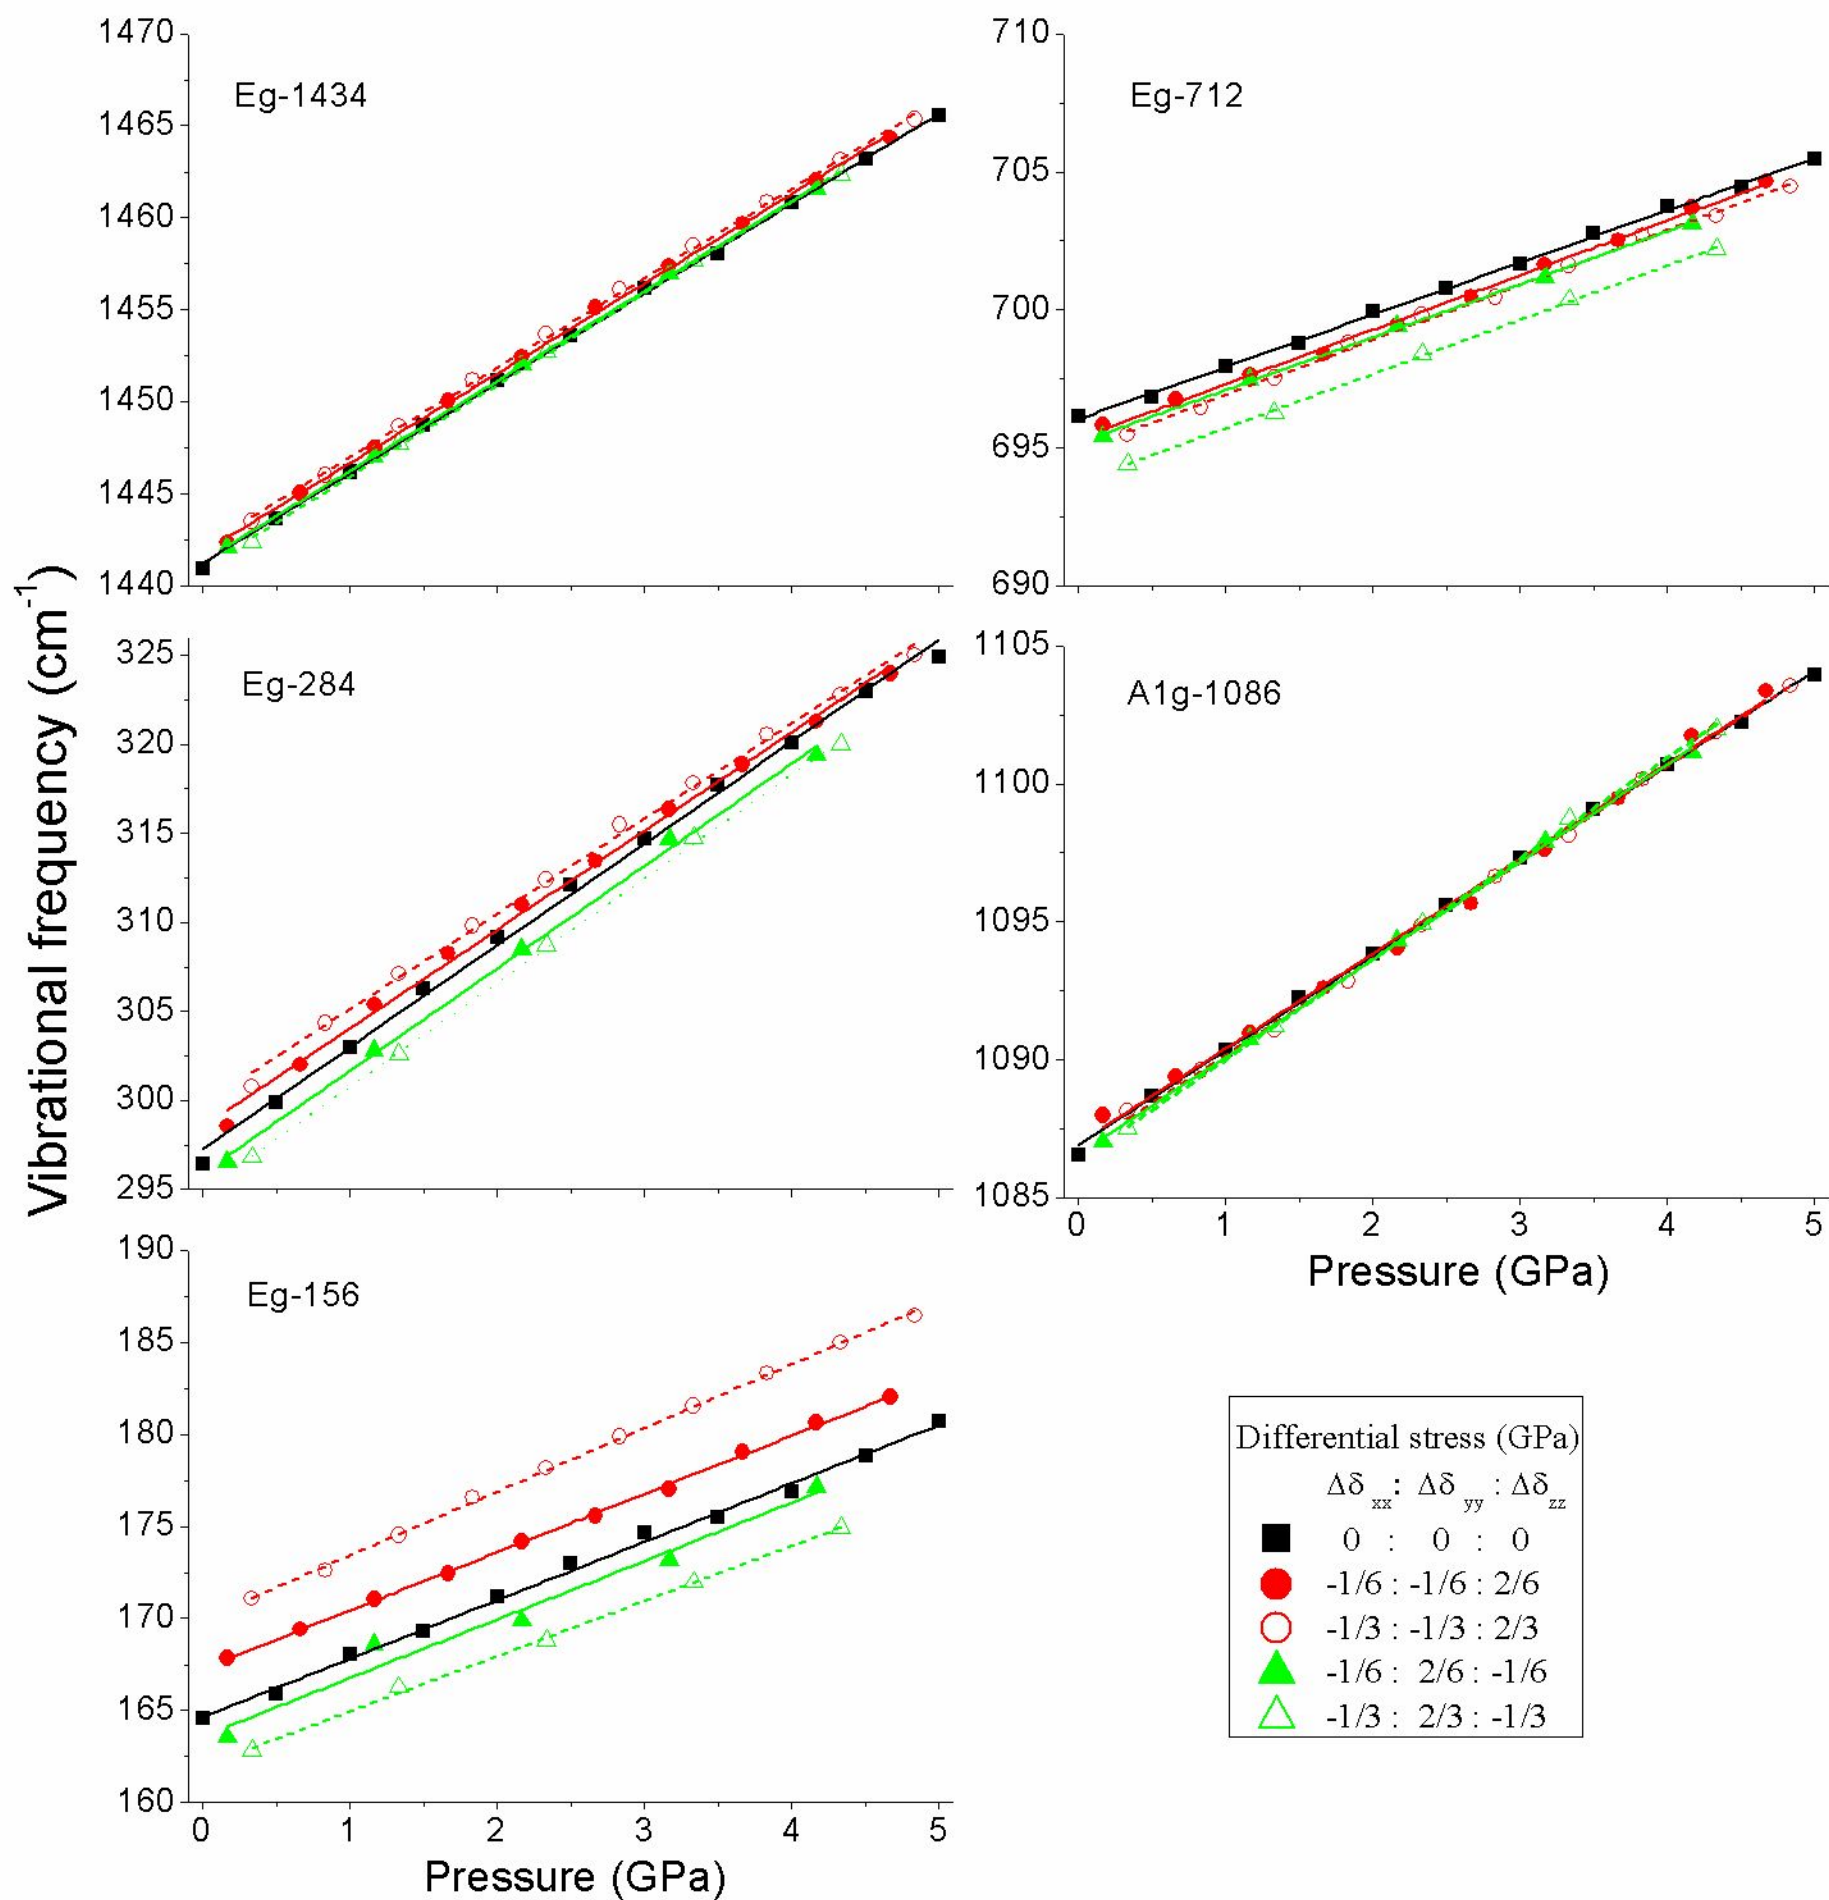 Vibrational frequency (cm⁻¹)
Eg-1434
1470
1465
1460
1455
1450
1445
1440
Eg-712
710
705
700
695
690
Eg-284
325
320
315
310
305
300
295
A1g-1086
1105
1100
1095
1090
1085
0 1 2 3 4 5
Pressure (GPa)
Eg-156
190
185
180
175
170
165
160
0 1 2 3 4 5
Pressure (GPa)
Differential stress (GPa)
Δδxx : Δδyy : Δδzz
0 : 0 : 0
-1/6 : -1/6 : 2/6
-1/3 : -1/3 : 2/3
-1/6 : 2/6 : -1/6
-1/3 : 2/3 : -1/3